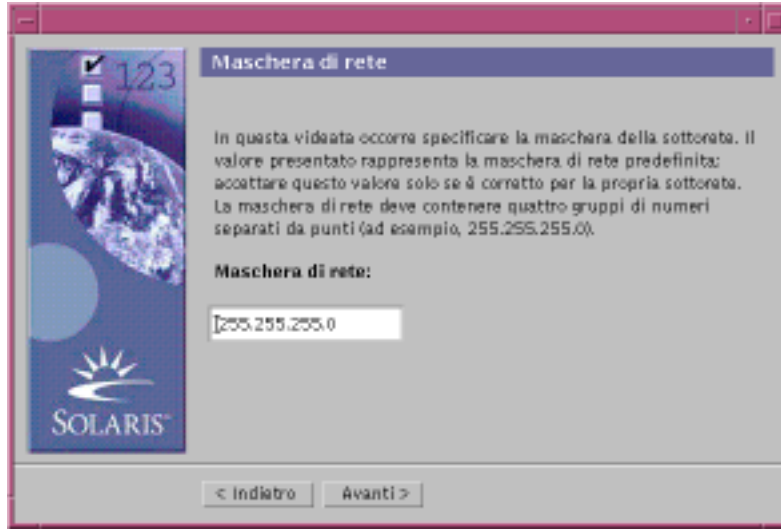 123
Maschera di rete
In questa videata occorre specificare la maschera della sottorete. Il
valore presentato rappresenta la maschera di rete predefinita;
accettare questo valore solo se è corretto per la propria sottorete.
La maschera di rete deve contenere quattro gruppi di numeri
separati da punti (ad esempio, 255.255.255.0).
Maschera di rete:
255.255.255.0
SOLARIS™
< Indietro
Avanti >